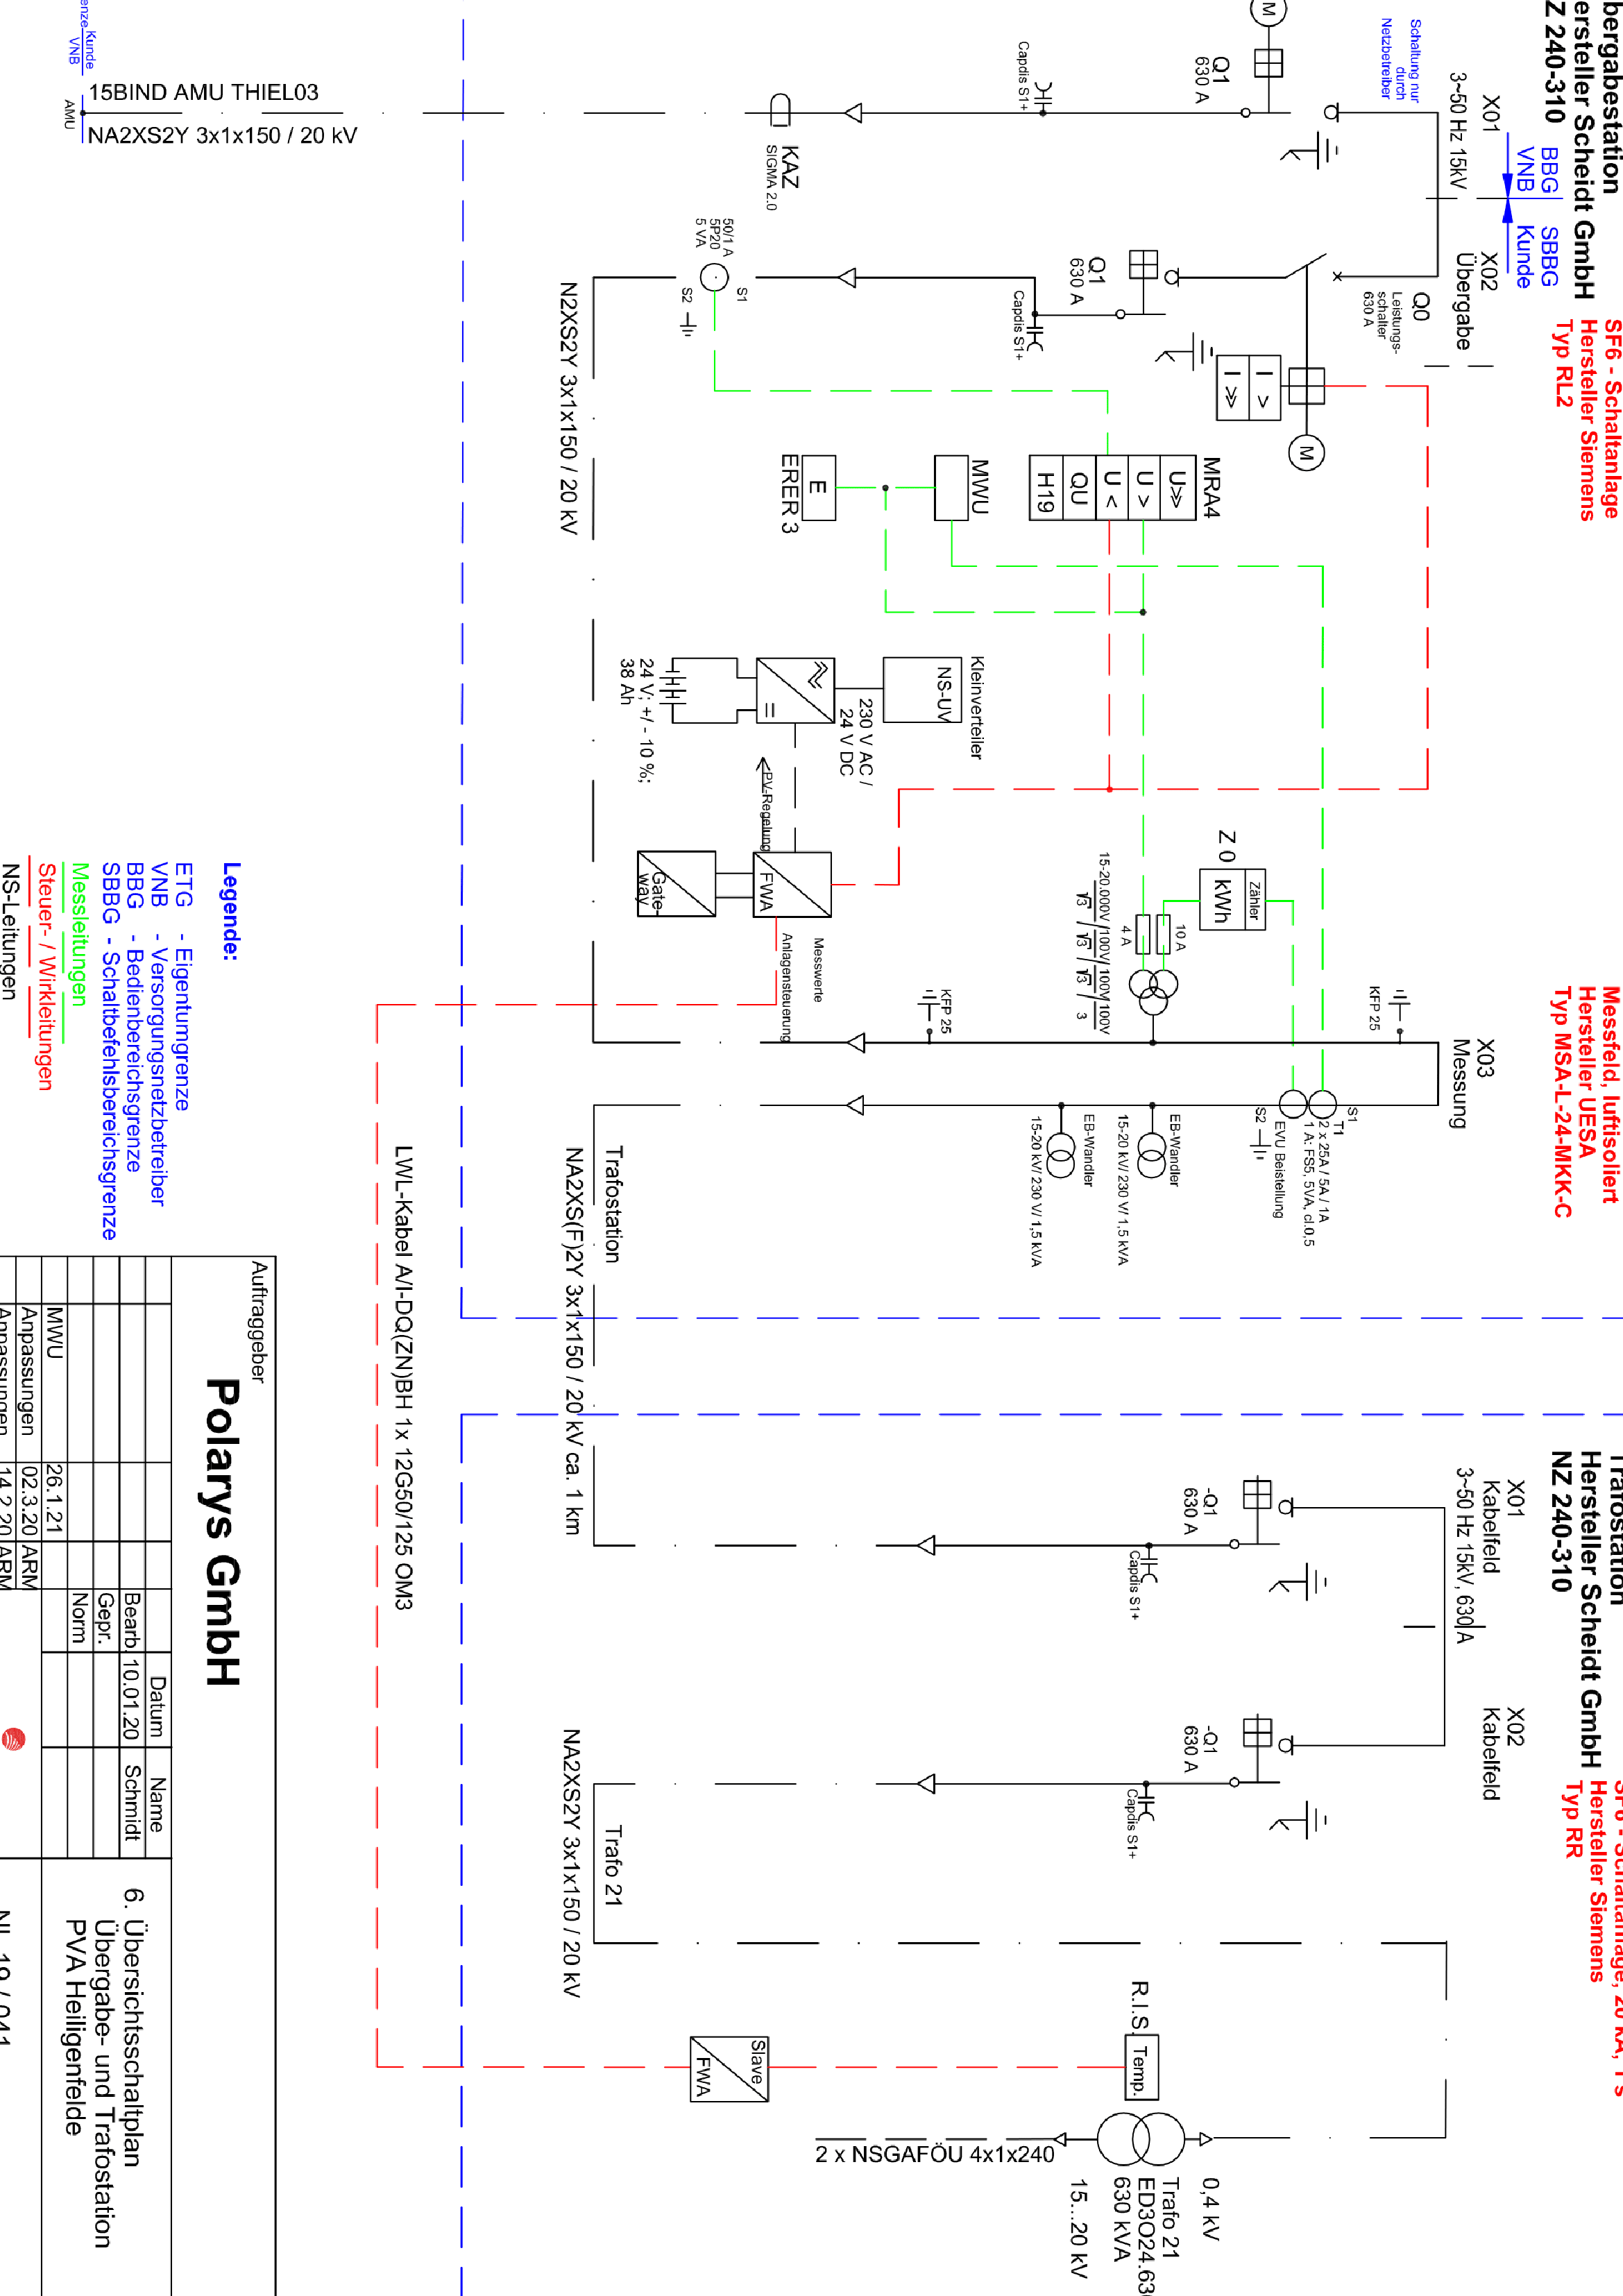 bergabestation
ersteller Scheidt GmbH
Z 240-310
SF6 - Schaltanlage
Hersteller Siemens
Typ RL2
Messfeld, luftisoliert
Hersteller UESA
Typ MSA-L-24-MKK-C
Trafostation
Hersteller Scheidt GmbH
NZ 240-310
SF6 - Schaltanlage, 20 kA, 1 s
Hersteller Siemens
Typ RR
BBG
VNB
SBBG
Kunde
X01
3~50 Hz 15kV
Schaltung nur
durch
Netzbetreiber
M
Q1
630 A
Capdis S1+
KAZ
SIGMA 2.0
15BIND AMU THIEL03
NA2XS2Y 3x1x150 / 20 kV
AMU
Kunde
VNB
X02
Übergabe
Q0
Leistungs-
schalter
630 A
I >
I >>
M
Q1
630 A
Capdis S1+
50/1 A
5P20
5 VA
S1
S2
N2XS2Y 3x1x150 / 20 kV
MRA4
U>>
U >
U <
QU
H19
MWU
E
ERER 3
Kleinverteiler
NS-UV
230 V AC /
24 V DC
=
24 V; +/ - 10 %;
38 Ah
PV-Regelung
FWA
Gate-
way
Messwerte
Anlagensteuerung
Z 0
Zähler
kWh
10 A
4 A
15-20.000V/100V/100V/100V
√3 / √3 / √3 / 3
KFP 25
KFP 25
X03
Messung
S1
T1
2 x 25A / 5A / 1A
1 A: FS5, 5VA, cl.0,5
EVU Beistellung
S2
EB-Wandler
15-20 kV/ 230 V/ 1,5 kVA
EB-Wandler
15-20 kV/ 230 V/ 1,5 kVA
Trafostation
NA2XS(F)2Y 3x1x150 / 20 kV ca. 1 km
LWL-Kabel A/I-DQ(ZN)BH 1x 12G50/125 OM3
X01
Kabelfeld
3~50 Hz 15kV, 630 A
-Q1
630 A
Capdis S1+
X02
Kabelfeld
-Q1
630 A
Capdis S1+
Trafo 21
NA2XS2Y 3x1x150 / 20 kV
R.I.S.
Temp.
Slave
FWA
2 x NSGAFÖU 4x1x240
0,4 kV
Trafo 21
ED3O24.63
630 kVA
15...20 kV
Legende:
ETG - Eigentumgrenze
VNB - Versorgungsnetzbetreiber
BBG - Bedienbereichsgrenze
SBBG - Schaltbefehlsbereichsgrenze
Messleitungen
Steuer- / Wirkleitungen
NS-Leitungen
Auftraggeber
Polarys GmbH
Datum Name
Bearb. 10.01.20 Schmidt
Gepr.
Norm
MWU 26.1.21
Anpassungen 02.3.20 ARM
Anpassungen 14.2.20 ARM
6. Übersichtsschaltplan
Übergabe- und Trafostation
PVA Heiligenfelde